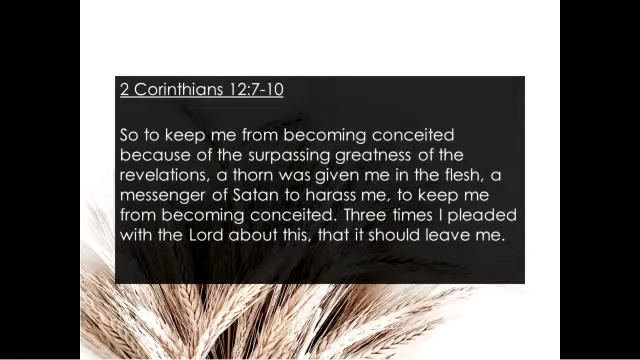 2 Corinthians 12:7-10
So to keep me from becoming conceited
because of the surpassing greatness of the
revelations, a thorn was given me in the flesh, a
messenger of Satan to harass me, to keep me
from becoming conceited. Three times I pleaded
with the Lord about this, that it should leave me.